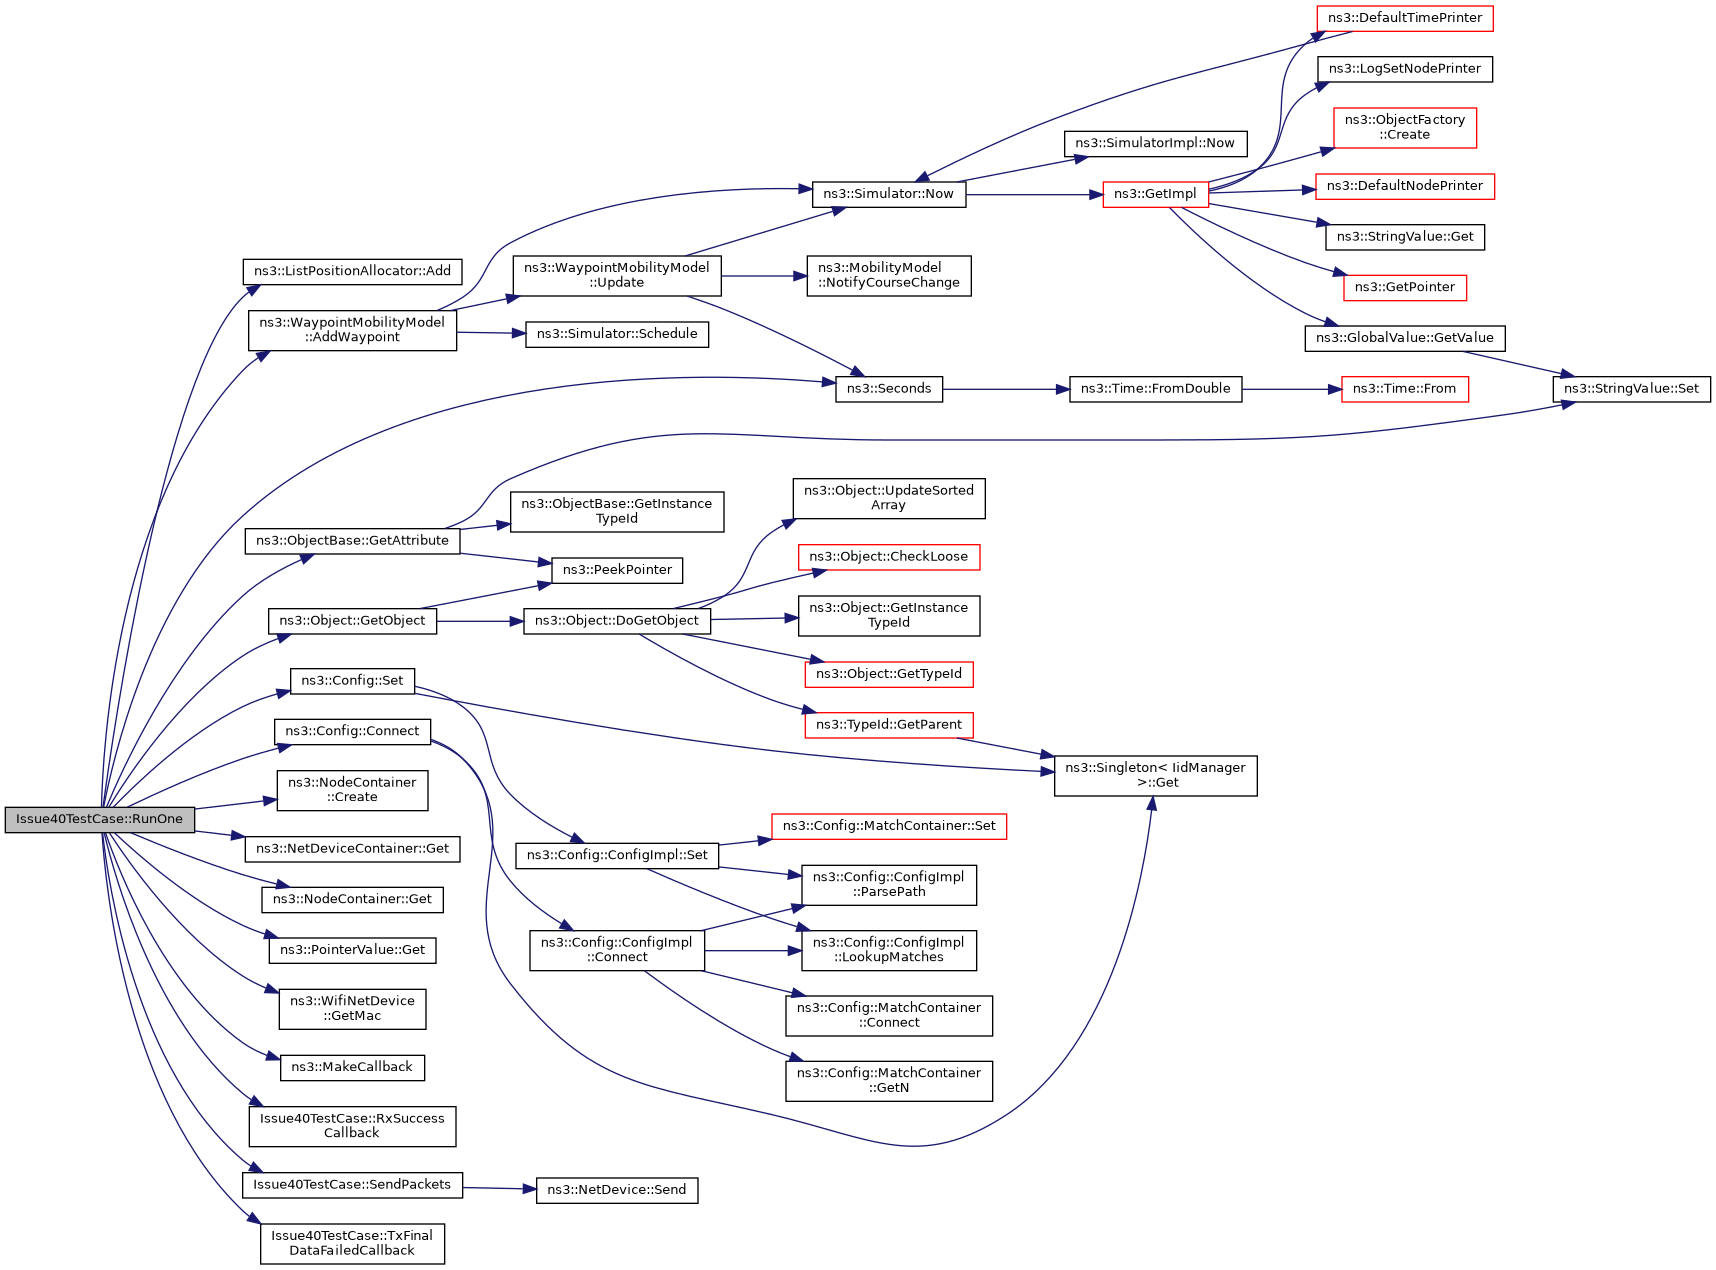 ns3::DefaultTimePrinter
ns3::LogSetNodePrinter
ns3::ObjectFactory
::Create
ns3::SimulatorImpl::Now
ns3::DefaultNodePrinter
ns3::Simulator::Now
ns3::GetImpl
ns3::StringValue::Get
ns3::ListPositionAllocator::Add
ns3::WaypointMobilityModel
::Update
ns3::MobilityModel
::NotifyCourseChange
ns3::GetPointer
ns3::WaypointMobilityModel
::AddWaypoint
ns3::Simulator::Schedule
ns3::GlobalValue::GetValue
ns3::Seconds
ns3::Time::FromDouble
ns3::Time::From
ns3::StringValue::Set
ns3::Object::UpdateSorted
Array
ns3::ObjectBase::GetInstance
TypeId
ns3::ObjectBase::GetAttribute
ns3::Object::CheckLoose
ns3::PeekPointer
ns3::Object::GetInstance
TypeId
ns3::Object::GetObject
ns3::Object::DoGetObject
ns3::Object::GetTypeId
ns3::Config::Set
ns3::TypeId::GetParent
ns3::Config::Connect
ns3::Singleton< IidManager
>::Get
ns3::NodeContainer
::Create
Issue40TestCase::RunOne
ns3::Config::MatchContainer::Set
ns3::NetDeviceContainer::Get
ns3::Config::ConfigImpl::Set
ns3::Config::ConfigImpl
::ParsePath
ns3::NodeContainer::Get
ns3::Config::ConfigImpl
::Connect
ns3::Config::ConfigImpl
::LookupMatches
ns3::PointerValue::Get
ns3::WifiNetDevice
::GetMac
ns3::Config::MatchContainer
::Connect
ns3::MakeCallback
ns3::Config::MatchContainer
::GetN
Issue40TestCase::RxSuccess
Callback
Issue40TestCase::SendPackets
ns3::NetDevice::Send
Issue40TestCase::TxFinal
DataFailedCallback